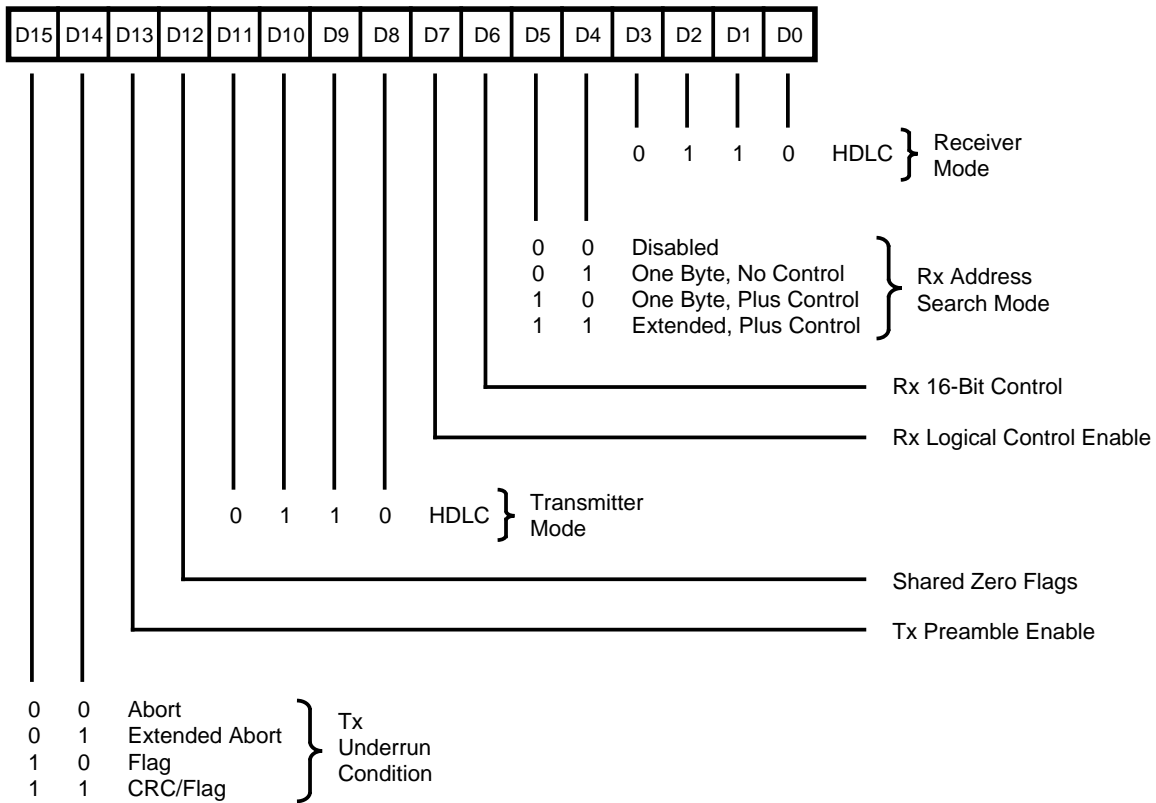 D15 D14 D13 D12 D11 D10 D9 D8 D7 D6 D5 D4 D3 D2 D1 D0
0 1 1 0 HDLC
Receiver
Mode
0 0 Disabled
0 1 One Byte, No Control
1 0 One Byte, Plus Control
1 1 Extended, Plus Control
Rx Address
Search Mode
Rx 16-Bit Control
Rx Logical Control Enable
0 1 1 0 HDLC
Transmitter
Mode
Shared Zero Flags
Tx Preamble Enable
0 0 Abort
0 1 Extended Abort
1 0 Flag
1 1 CRC/Flag
Tx
Underrun
Condition